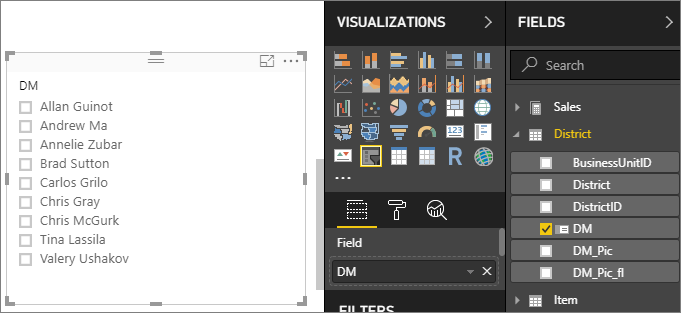 DM
Allan Guinot
Andrew Ma
Annelie Zubar
Brad Sutton
Carlos Grilo
Chris Gray
Chris McGurk
Tina Lassila
Valery Ushakov
VISUALIZATIONS
123
R
Field
DM
FILTERS
FIELDS
Search
Sales
District
BusinessUnitID
District
DistrictID
DM
DM_Pic
DM_Pic_fl
Item